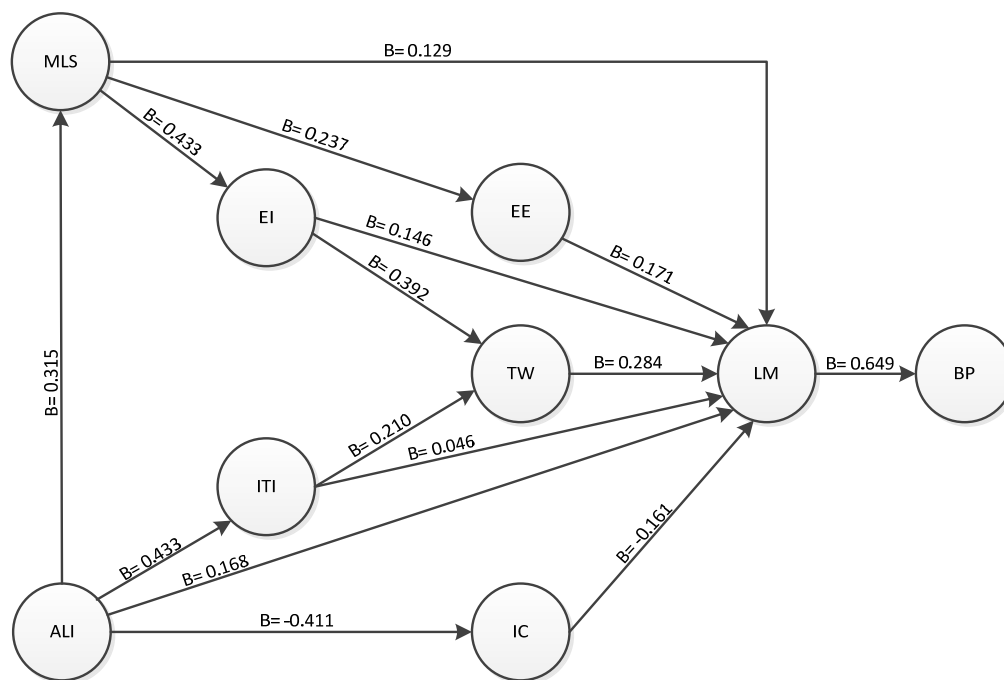 B= 0.129
MLS
B= 0.433
B= 0.237
EI
EE
B= 0.146
B= 0.171
B= 0.392
B= 0.315
TW
B= 0.284
LM
B= 0.649
BP
B= 0.210
B= 0.046
ITI
B= 0.433
B= 0.168
B= -0.161
ALI
B= -0.411
IC